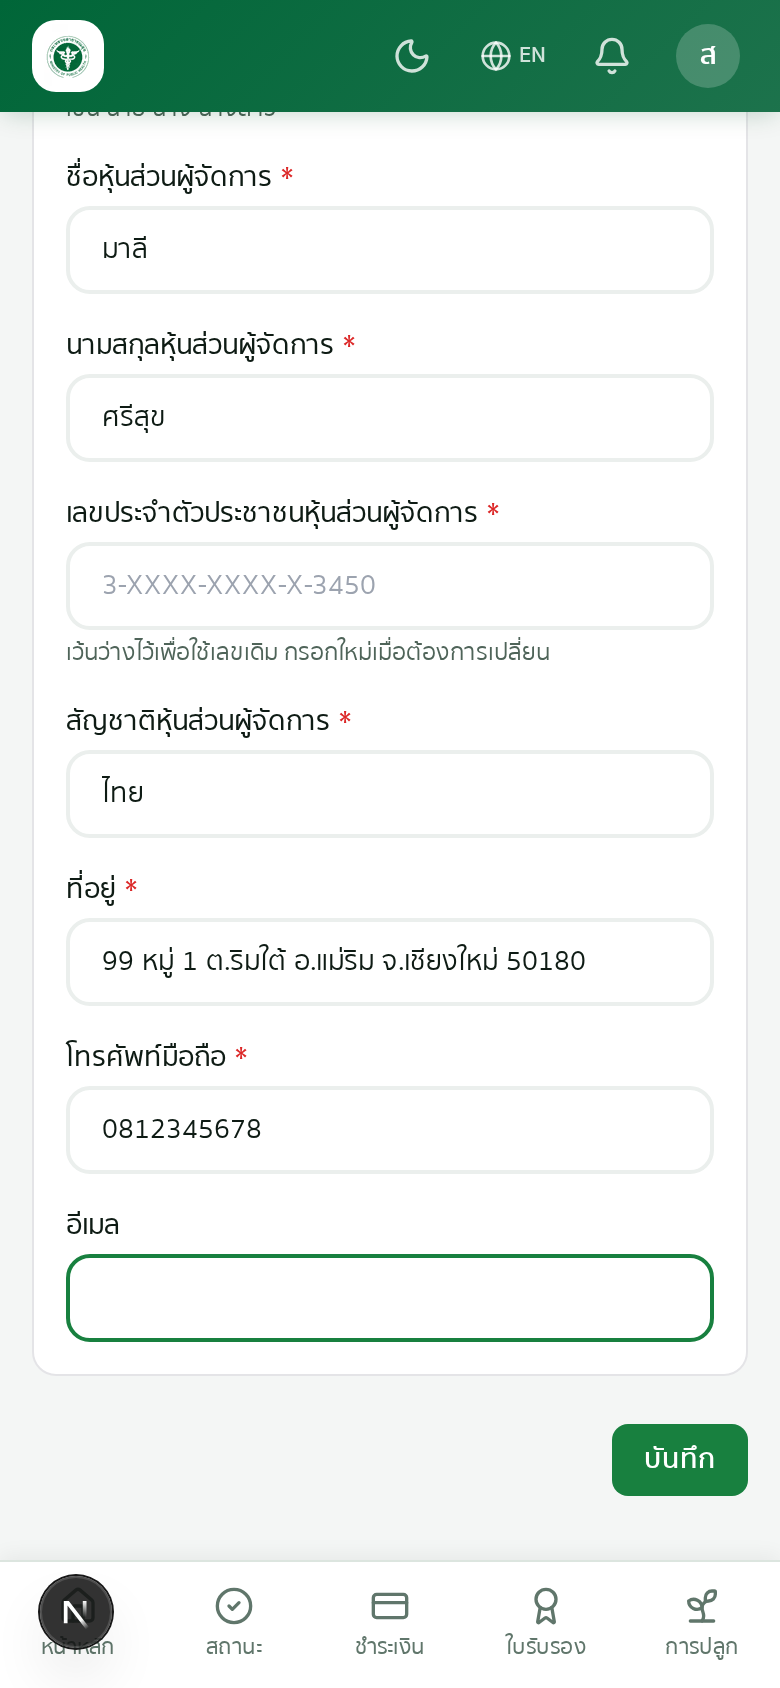 EN
ส
ชื่อหุ้นส่วนผู้จัดการ *
มาลี
นามสกุลหุ้นส่วนผู้จัดการ *
ศรีสุข
เลขประจำตัวประชาชนหุ้นส่วนผู้จัดการ *
3-XXXX-XXXX-X-3450
เว้นว่างไว้เพื่อใช้เลขเดิม กรอกใหม่เมื่อต้องการเปลี่ยน
สัญชาติหุ้นส่วนผู้จัดการ *
ไทย
ที่อยู่ *
99 หมู่ 1 ต.ริมใต้ อ.แม่ริม จ.เชียงใหม่ 50180
โทรศัพท์มือถือ *
0812345678
อีเมล
บันทึก
N
หน้าหลัก
สถานะ
ชำระเงิน
ใบรับรอง
การปลูก